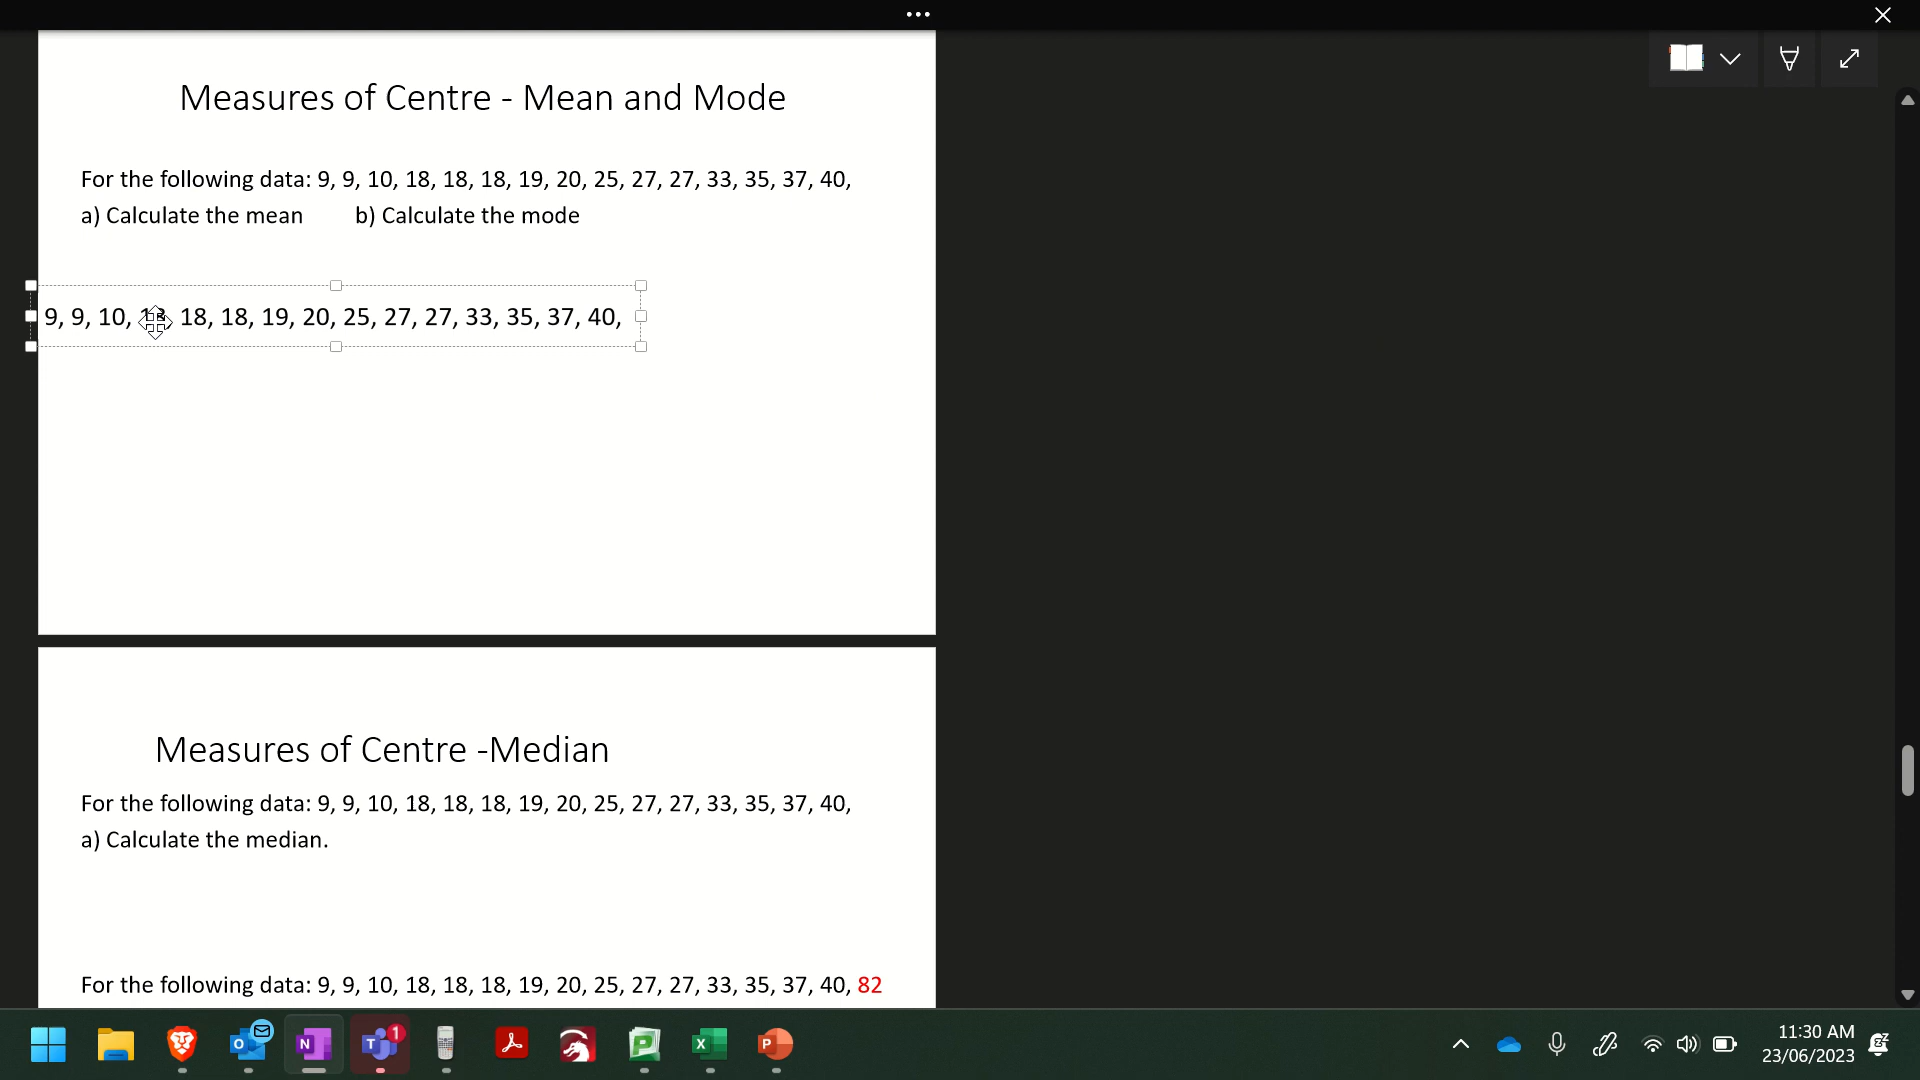 Measures of Centre - Mean and Mode
For the following data: 9, 9, 10, 18, 18, 18, 19, 20, 25, 27, 27, 33, 35, 37, 40,
a) Calculate the mean b) Calculate the mode
9, 9, 10, 18, 18, 18, 19, 20, 25, 27, 27, 33, 35, 37, 40,
Measures of Centre -Median
For the following data: 9, 9, 10, 18, 18, 18, 19, 20, 25, 27, 27, 33, 35, 37, 40,
a) Calculate the median.
For the following data: 9, 9, 10, 18, 18, 18, 19, 20, 25, 27, 27, 33, 35, 37, 40, 82
1
11:30 AM
23/06/2023